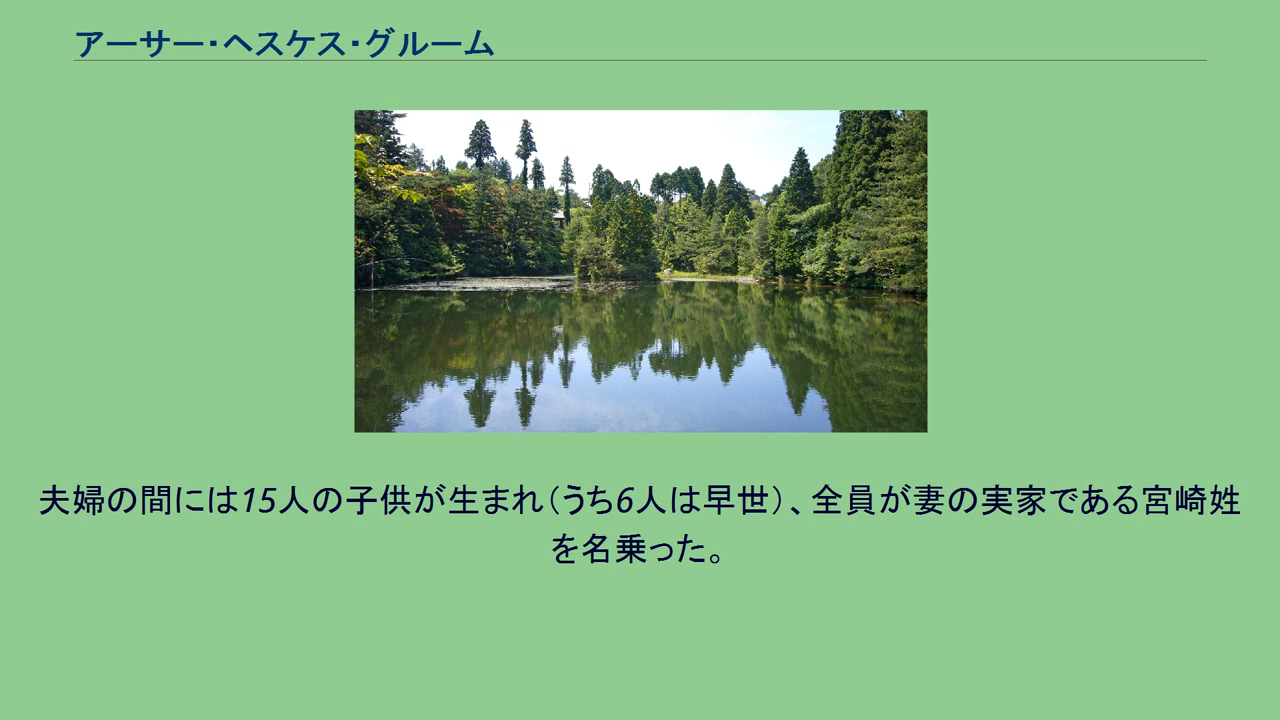 アーサー・ヘスケス・グルーム
夫婦の間には15人の子供が生まれ（うち6人は早世）、全員が妻の実家である宮崎姓
を名乗った。